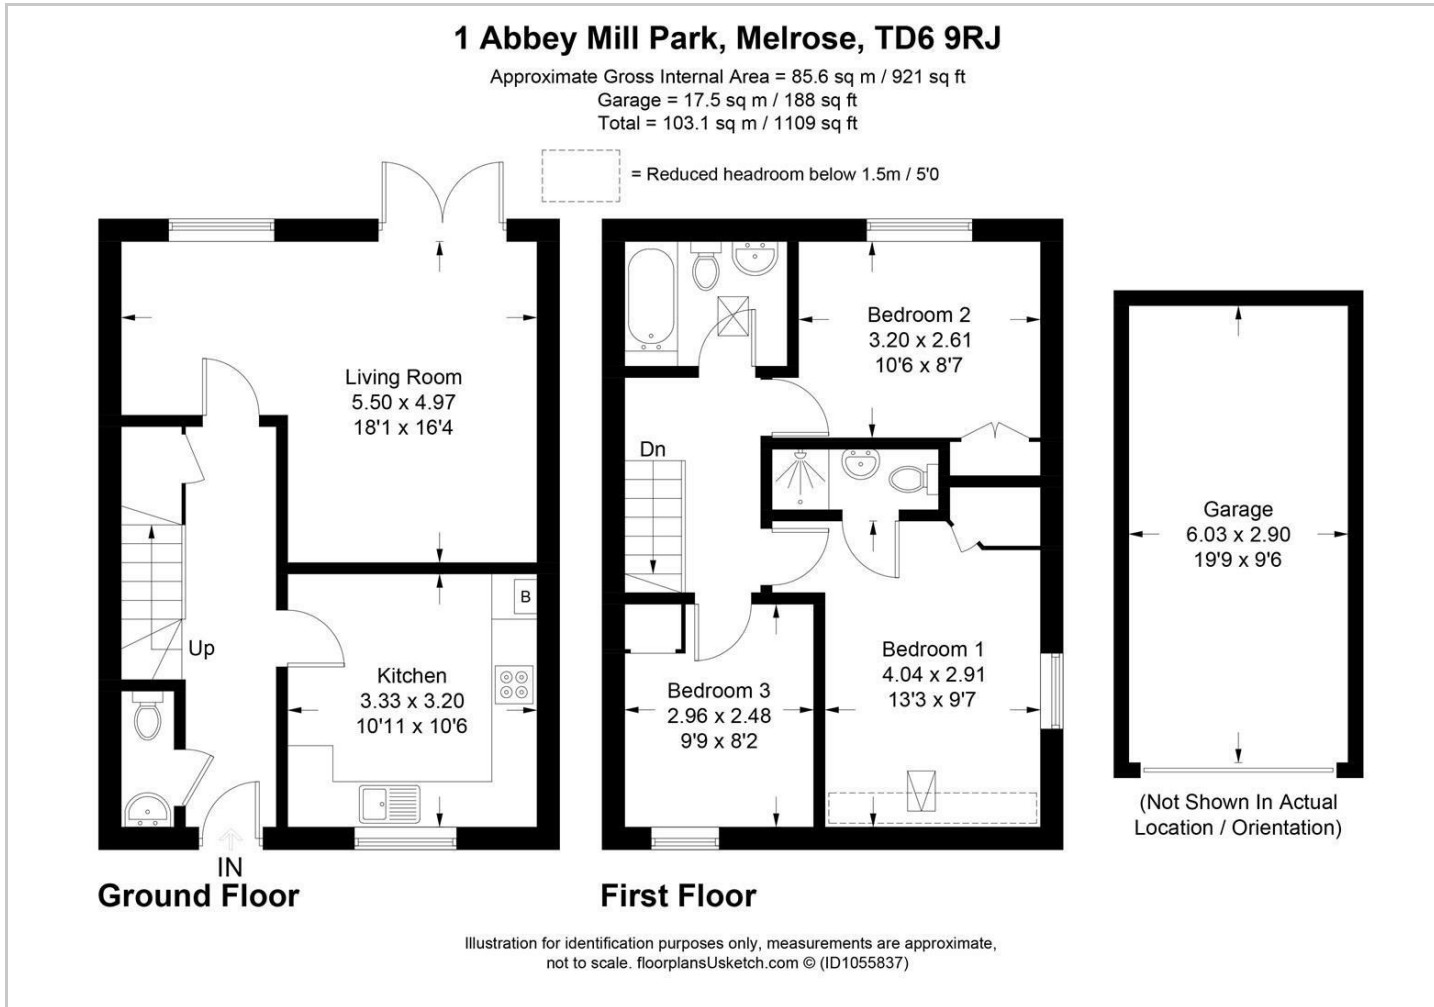 1 Abbey Mill Park, Melrose, TD6 9RJ
Approximate Gross Internal Area = 85.6 sq m / 921 sq ft
Garage = 17.5 sq m / 188 sq ft
Total = 103.1 sq m / 1109 sq ft
= Reduced headroom below 1.5m / 5'0
Living Room
5.50 x 4.97
18'1 x 16'4
Up
B
Kitchen
3.33 x 3.20
10'11 x 10'6
IN
Ground Floor
Bedroom 2
3.20 x 2.61
10'6 x 8'7
Dn
Bedroom 1
4.04 x 2.91
13'3 x 9'7
Bedroom 3
2.96 x 2.48
9'9 x 8'2
First Floor
Garage
6.03 x 2.90
19'9 x 9'6
(Not Shown In Actual
Location / Orientation)
Illustration for identification purposes only, measurements are approximate,
not to scale. floorplansUsketch.com © (ID1055837)